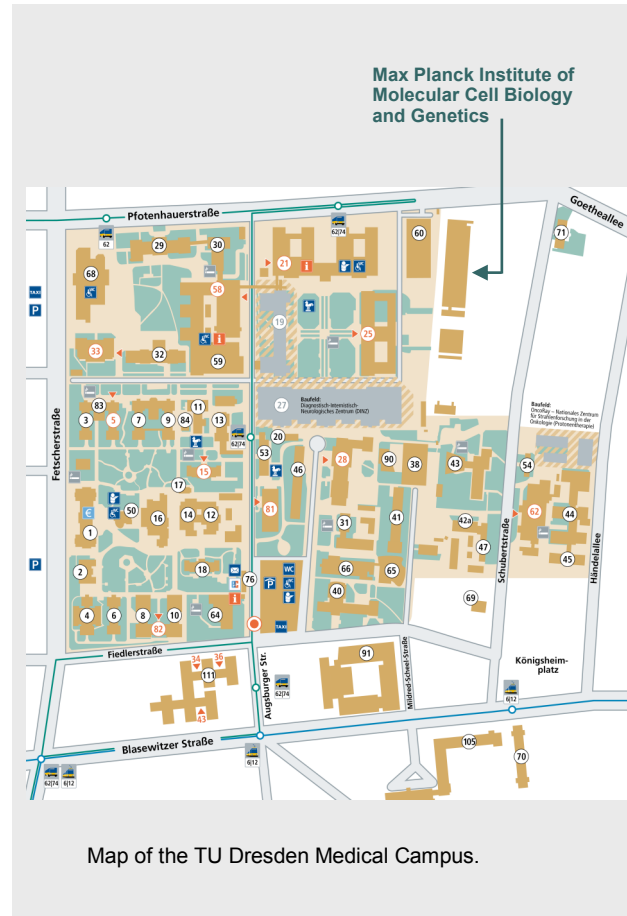 Max Planck Institute of
Molecular Cell Biology
and Genetics
Goetheallee
Pfotenhauerstraße
62
62|74
29
30
60
71
68
21
58
19
25
TAXI
P
33
32
59
Baufeld:
Diagnostisch-Internistisch-
Neurologisches Zentrum (DINZ)
27
Baufeld:
OncoRay – Nationales Zentrum
für Strahlenforschung in der
Onkologie (Protonentherapie)
Fetscherstraße
83
11
3
5
7
9
84
13
62|74
20
53
28
90
38
43
54
15
46
17
50
81
62
44
€
1
16
14
12
31
41
42a
47
45
Schubertstraße
Händelallee
P
2
18
76
WC
P
66
65
40
69
4
6
8
10
82
64
TAXI
Fiedlerstraße
34
36
111
43
Augsburger Str.
62|74
91
Mildred-Scheel-Straße
Königsheim-
platz
6|12
Blasewitzer Straße
6|12
62|74
6|12
105
70
Map of the TU Dresden Medical Campus.